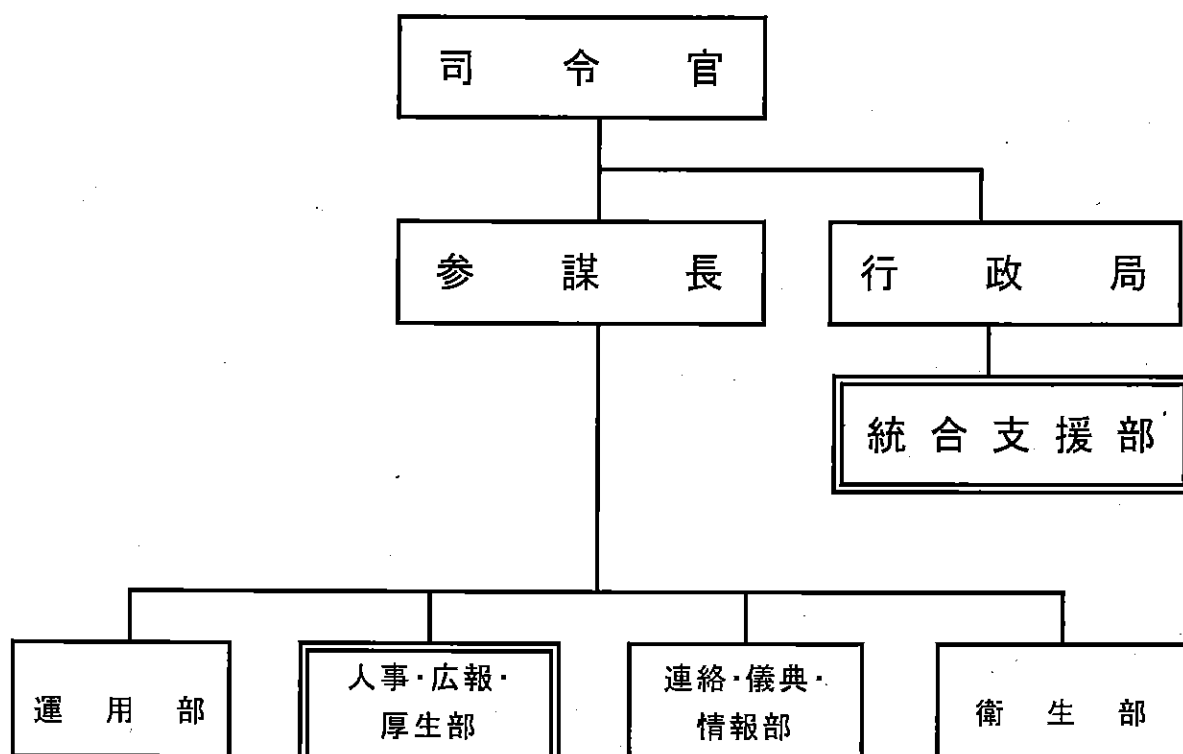 司令官
参謀長
行政局
統合支援部
運用部
人事・広報・
厚生部
連絡・儀典・
情報部
衛生部